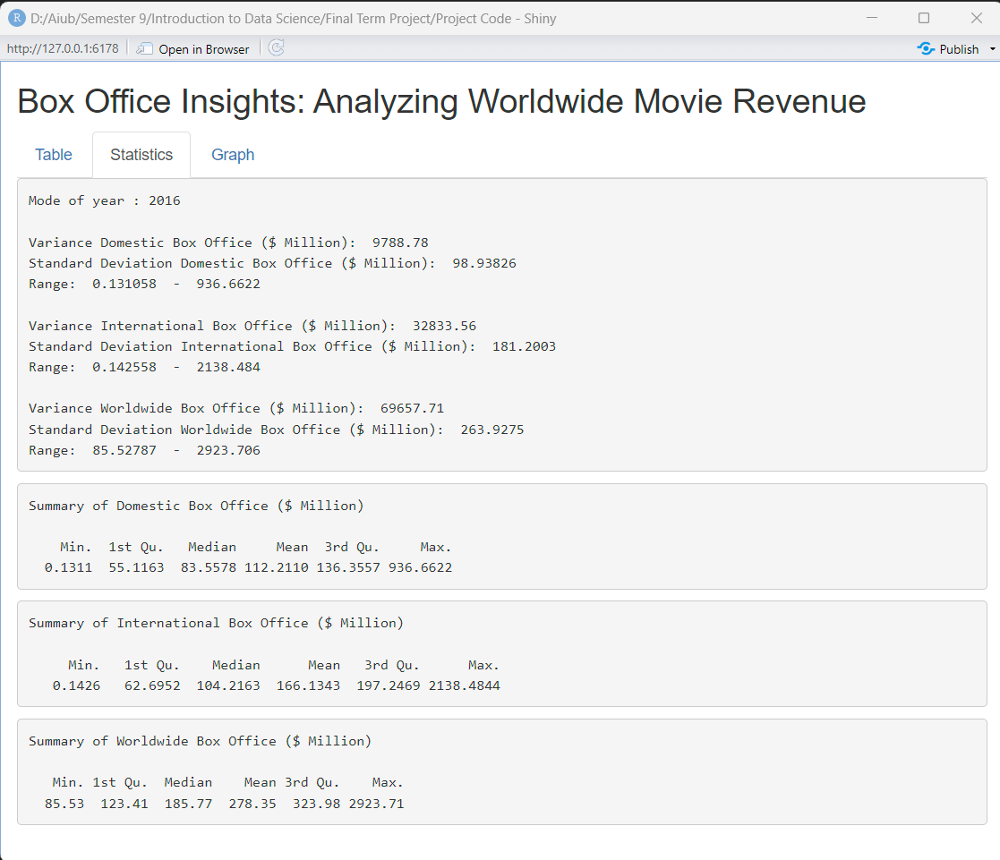 R D:/Aiub/Semester 9/Introduction to Data Science/Final Term Project/Project Code - Shiny
http://127.0.0.1:6178 Open in Browser Publish
Box Office Insights: Analyzing Worldwide Movie Revenue
Table Statistics Graph
Mode of year : 2016
Variance Domestic Box Office ($ Million):  9788.78
Standard Deviation Domestic Box Office ($ Million):  98.93826
Range:  0.131058  -  936.6622
Variance International Box Office ($ Million):  32833.56
Standard Deviation International Box Office ($ Million):  181.2003
Range:  0.142558  -  2138.484
Variance Worldwide Box Office ($ Million):  69657.71
Standard Deviation Worldwide Box Office ($ Million):  263.9275
Range:  85.52787  -  2923.706
Summary of Domestic Box Office ($ Million)
Min.  1st Qu.   Median     Mean  3rd Qu.     Max.
0.1311  55.1163  83.5578 112.2110 136.3557 936.6622
Summary of International Box Office ($ Million)
Min.   1st Qu.    Median      Mean   3rd Qu.      Max.
0.1426   62.6952  104.2163  166.1343  197.2469 2138.4844
Summary of Worldwide Box Office ($ Million)
Min. 1st Qu.  Median    Mean 3rd Qu.    Max.
85.53  123.41  185.77  278.35  323.98 2923.71